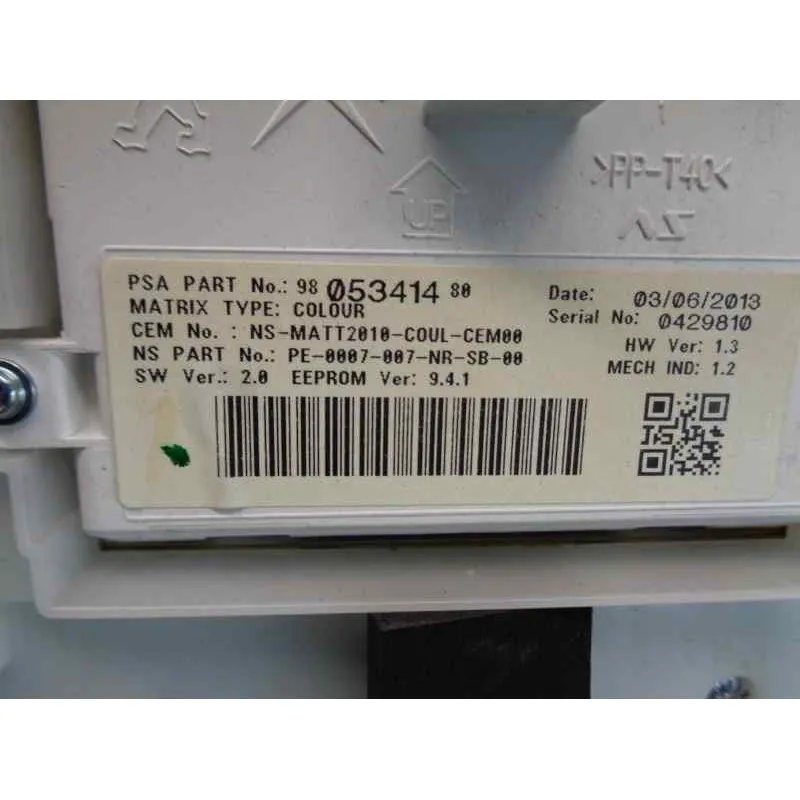 UP
>PP-T40<
PSA PART No.: 98 053414 80
MATRIX TYPE: COLOUR
CEM No. : NS-MATT2010-COUL-CEM00
NS PART No.: PE-0007-007-NR-SB-00
SW Ver.: 2.0 EEPROM Ver: 9.4.1
Date: 03/06/2013
Serial No: 0429810
HW Ver: 1.3
MECH IND: 1.2